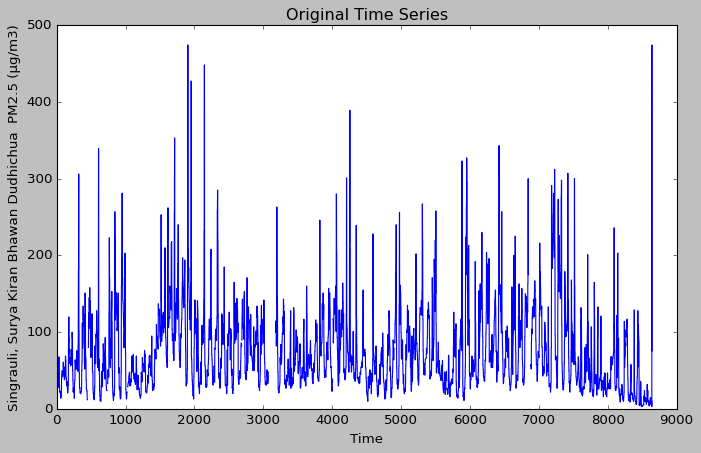 Original Time Series
Singrauli, Surya Kiran Bhawan Dudhichua  PM2.5 (µg/m3)
500
400
300
200
100
0
0 1000 2000 3000 4000 5000 6000 7000 8000 9000
Time